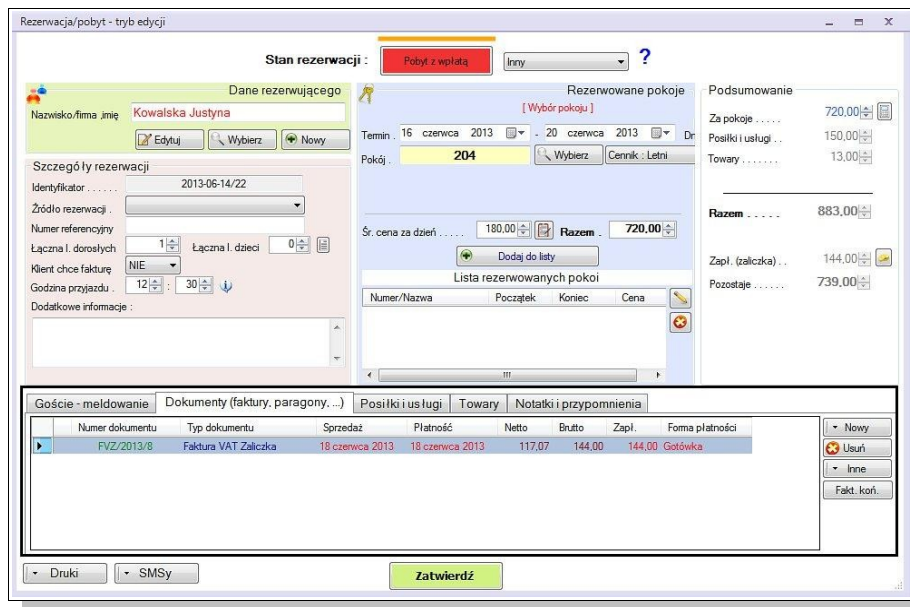 Rezerwacja/pobyt - tryb edycji
Stan rezerwacji :
Pobyt z wpłatą
Inny
?
Dane rezerwującego
Nazwisko/firma ,imię
Kowalska Justyna
Edytuj
Wybierz
Nowy
Szczegóły rezerwacji
Identyfikator . . . . . .
2013-06-14/22
Źródło rezerwacji .
Numer referencyjny
Łączna l. dorosłych
1
Łączna l. dzieci
0
Klient chce fakturę
NIE
Godzina przyjazdu .
12 : 30
Dodatkowe informacje :
Rezerwowane pokoje
[ Wybór pokoju ]
Termin . 16 czerwca 2013 - 20 czerwca 2013 Dr
Pokój .
204
Wybierz
Cennik : Letni
Śr. cena za dzień . . . . .
180,00
Razem .
720,00
Dodaj do listy
Lista rezerwowanych pokoi
Numer/Nazwa Początek Koniec Cena
Podsumowanie
Za pokoje . . . . . 720,00
Posiłki i usługi . . 150,00
Towary . . . . . . . 13,00
Razem . . . . . 883,00
Zapł. (zaliczka) . . 144,00
Pozostaje . . . . . . 739,00
Goście - meldowanie Dokumenty (faktury, paragony, ...) Posiłki i usługi Towary Notatki i przypomnienia
Numer dokumentu Typ dokumentu Sprzedaż Płatność Netto Brutto Zapł. Forma płatności
FVZ/2013/8 Faktura VAT Zaliczka 18 czerwca 2013 18 czerwca 2013 117,07 144,00 144,00 Gotówka
Nowy
Usuń
Inne
Fakt. koń.
Druki
SMSy
Zatwierdź